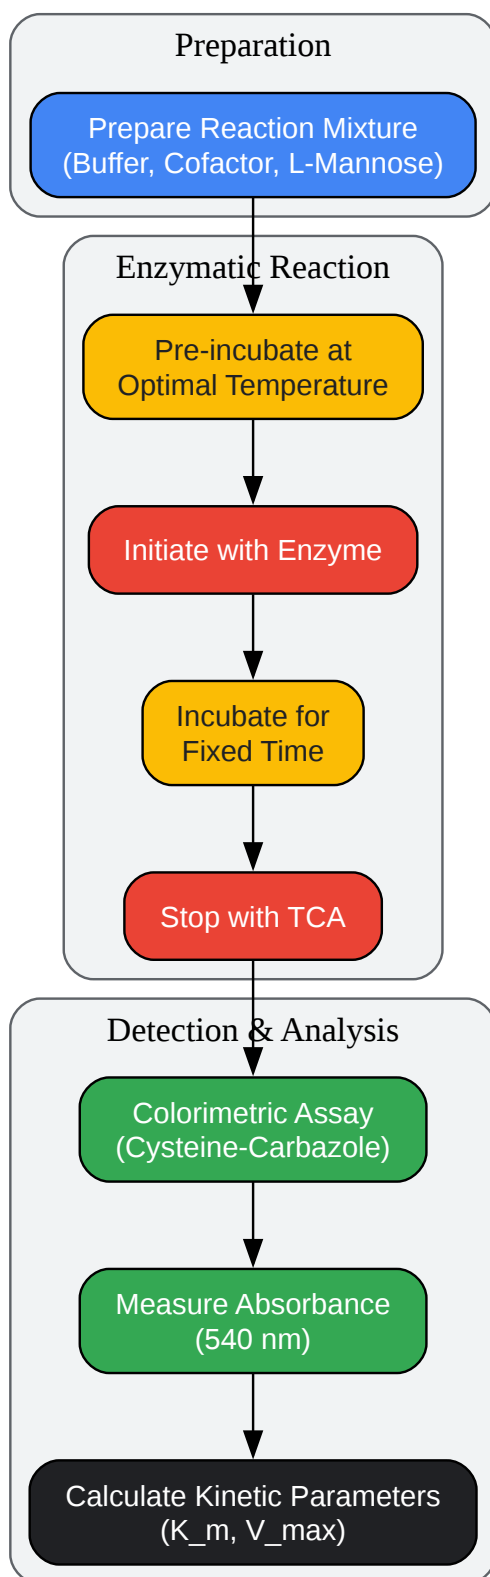 Preparation
Prepare Reaction Mixture
(Buffer, Cofactor, L-Mannose)
Enzymatic Reaction
Pre-incubate at
Optimal Temperature
Initiate with Enzyme
Incubate for
Fixed Time
Stop with TCA
Detection & Analysis
Colorimetric Assay
(Cysteine-Carbazole)
Measure Absorbance
(540 nm)
Calculate Kinetic Parameters
(K_m, V_max)